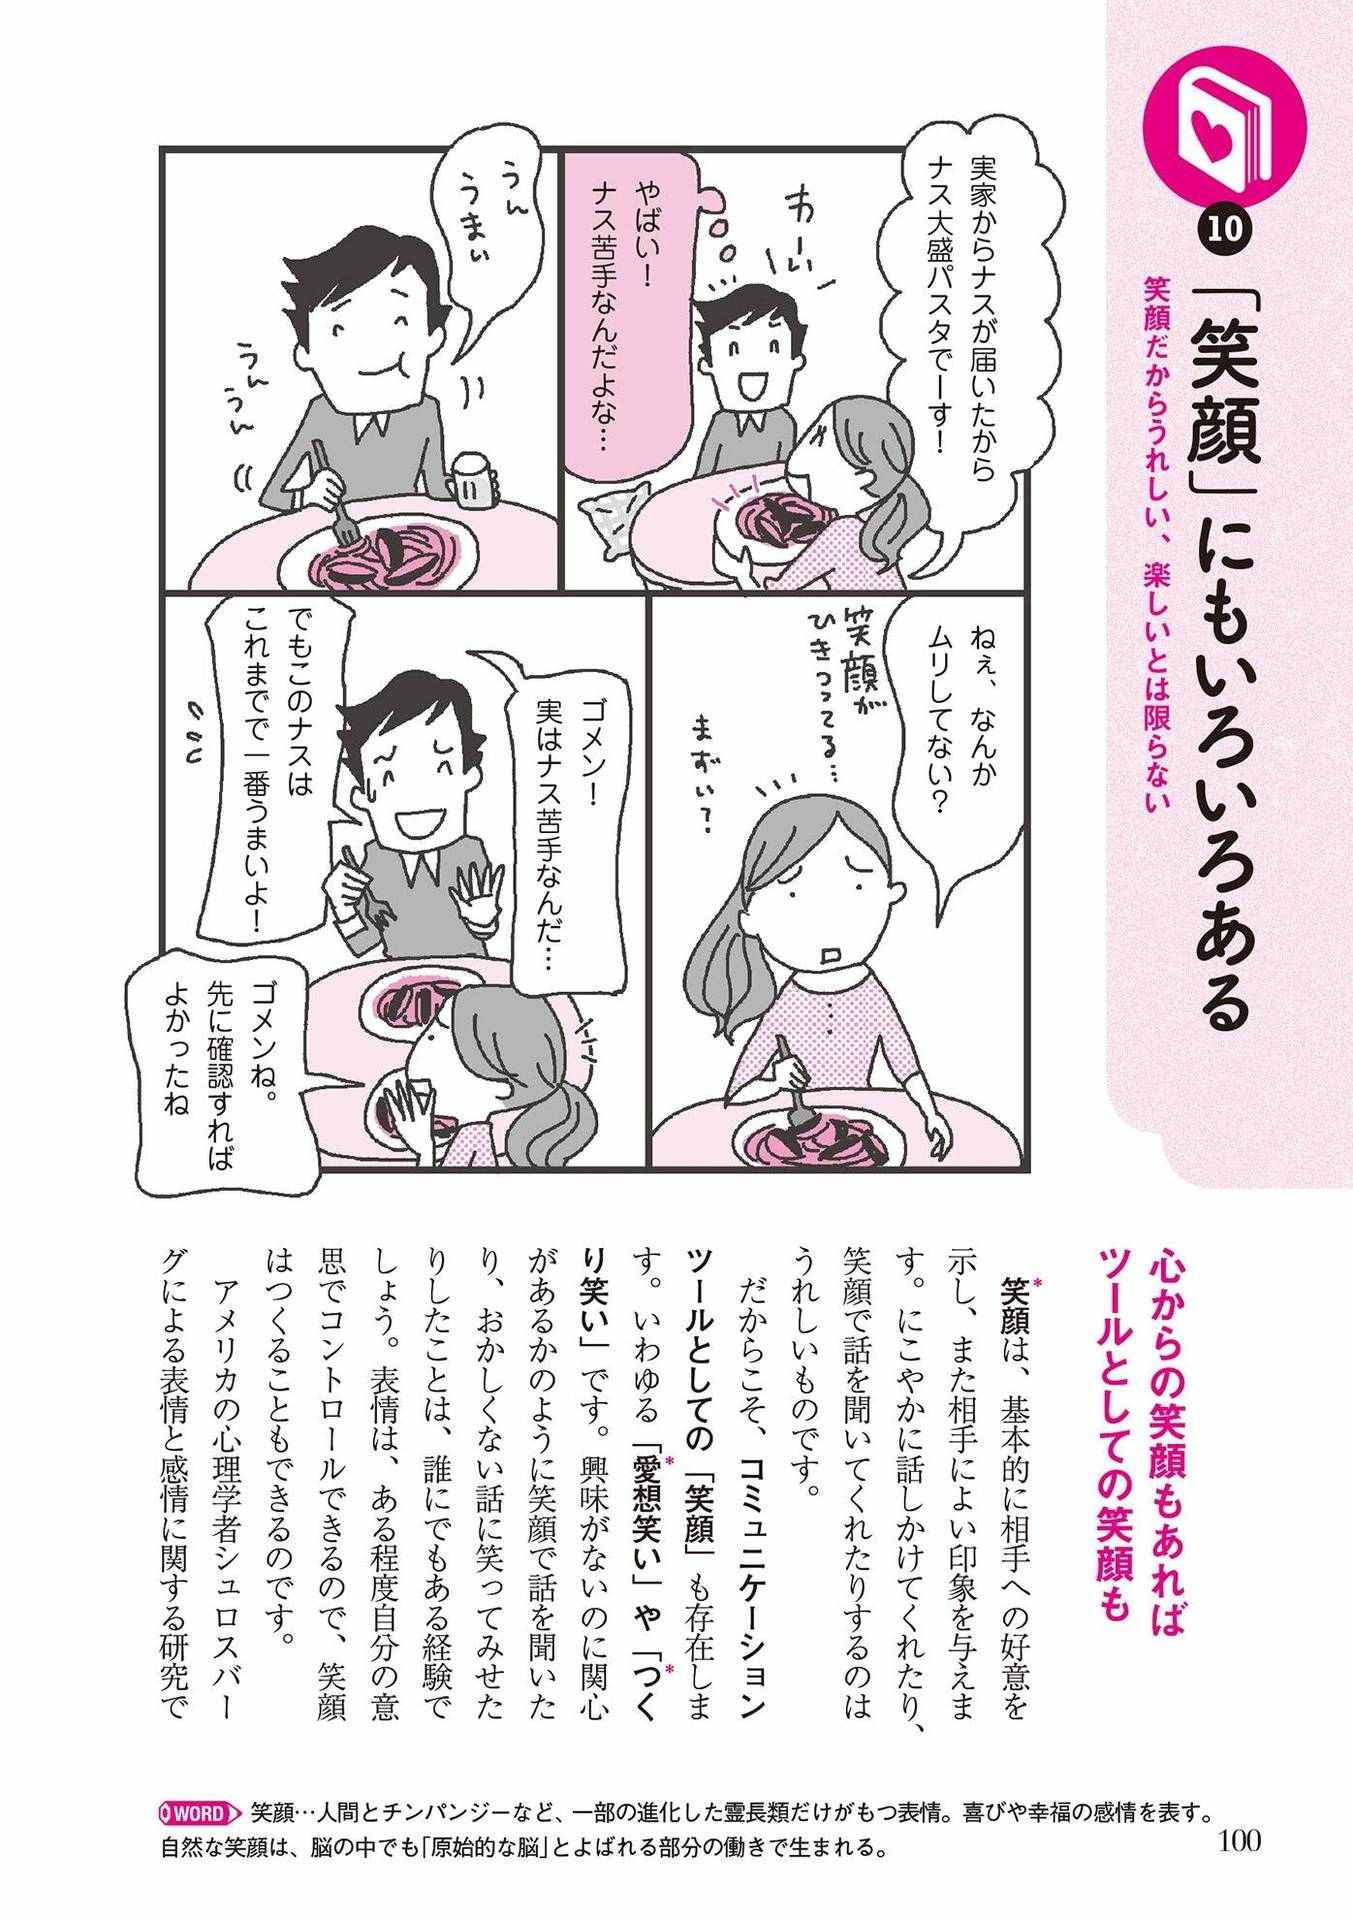 10
「笑顔」にもいろいろある
笑顔だからうれしい、楽しいとは限らない
実家からナスが届いたから
ナス大盛パスタでーす!
わーい
やばい!
ナス苦手なんだよな…
うん
うまい
うんうん
ねぇ、なんか
ムリしてない?
笑顔が
ひきつってる…
まずい?
ゴメン!
実はナス苦手なんだ…
でもこのナスは
これまでで一番うまいよ!
ゴメンね。
先に確認すれば
よかったね
心からの笑顔もあれば
ツールとしての笑顔も
笑顔*は、基本的に相手への好意を
示し、また相手によい印象を与えま
す。にこやかに話しかけてくれたり、
笑顔で話を聞いてくれたりするのは
うれしいものです。
だからこそ、コミュニケーション
ツールとしての「笑顔」も存在しま
す。いわゆる「愛想笑い*」や「つく
り笑い*」です。興味がないのに関心
があるかのように笑顔で話を聞いた
り、おかしくない話に笑ってみせた
りしたことは、誰にでもある経験で
しょう。表情は、ある程度自分の意
思でコントロールできるので、笑顔
はつくることもできるのです。
アメリカの心理学者シュロスバー
グによる表情と感情に関する研究で
WORD 笑顔…人間とチンパンジーなど、一部の進化した霊長類だけがもつ表情。喜びや幸福の感情を表す。
自然な笑顔は、脳の中でも「原始的な脳」とよばれる部分の働きで生まれる。
100